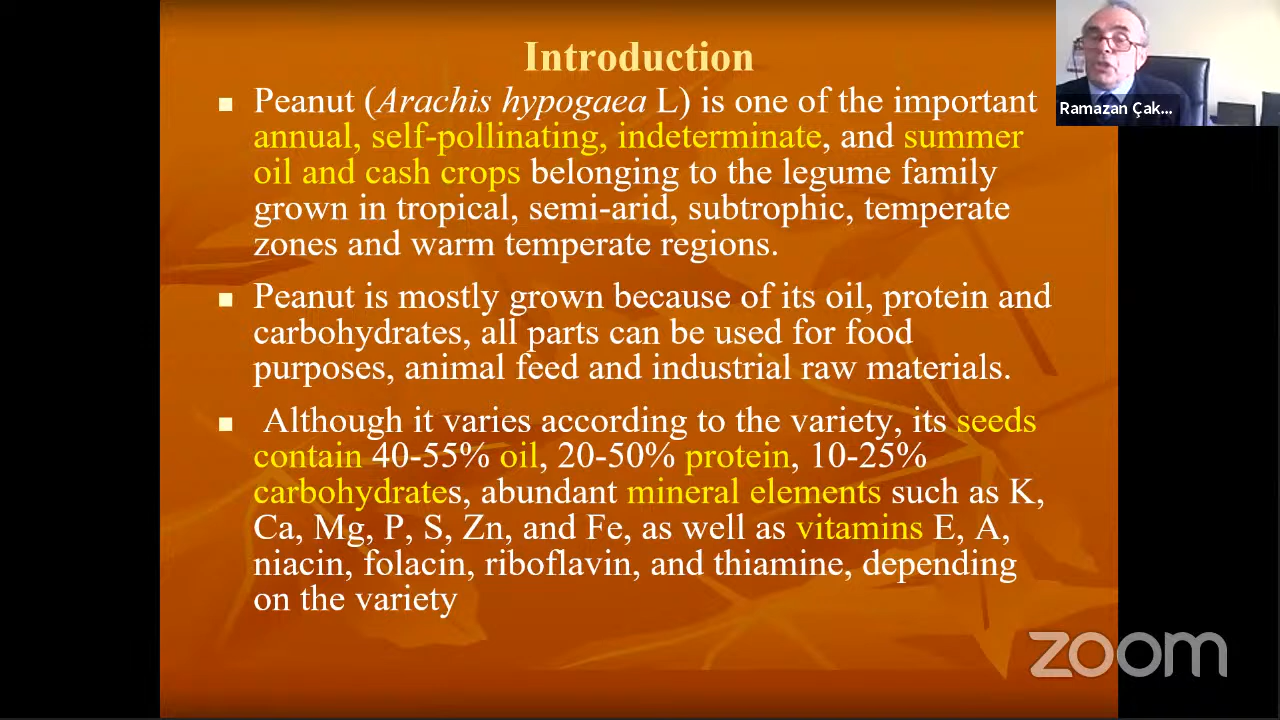 Introduction
Peanut (Arachis hypogaea L) is one of the important
annual, self-pollinating, indeterminate, and summer
oil and cash crops belonging to the legume family
grown in tropical, semi-arid, subtrophic, temperate
zones and warm temperate regions.
Peanut is mostly grown because of its oil, protein and
carbohydrates, all parts can be used for food
purposes, animal feed and industrial raw materials.
Although it varies according to the variety, its seeds
contain 40-55% oil, 20-50% protein, 10-25%
carbohydrates, abundant mineral elements such as K,
Ca, Mg, P, S, Zn, and Fe, as well as vitamins E, A,
niacin, folacin, riboflavin, and thiamine, depending
on the variety
Ramazan Çak...
zoom